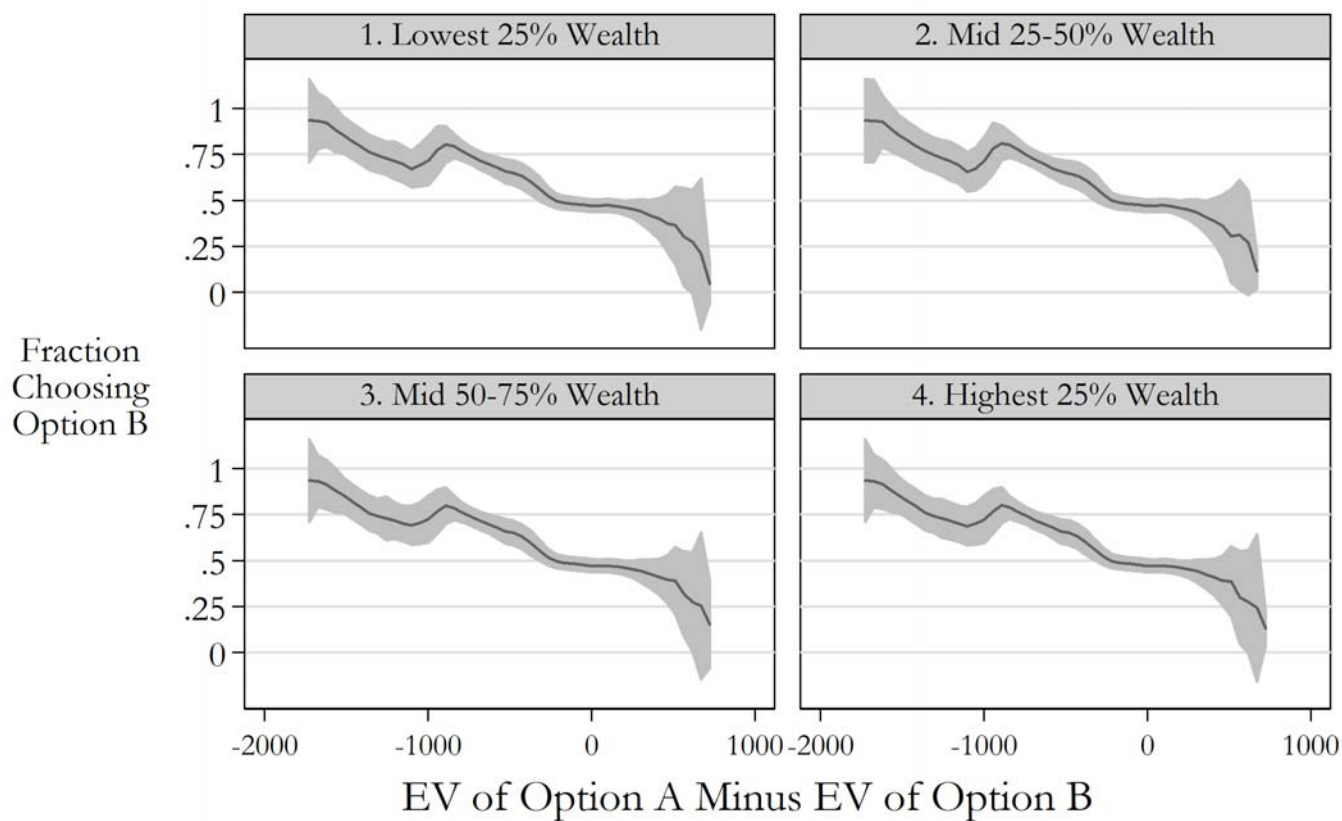 1. Lowest 25% Wealth
2. Mid 25-50% Wealth
1
.75
.5
.25
0
Fraction
Choosing
Option B
3. Mid 50-75% Wealth
4. Highest 25% Wealth
1
.75
.5
.25
0
-2000 -1000 0 1000 -2000 -1000 0 1000
EV of Option A Minus EV of Option B